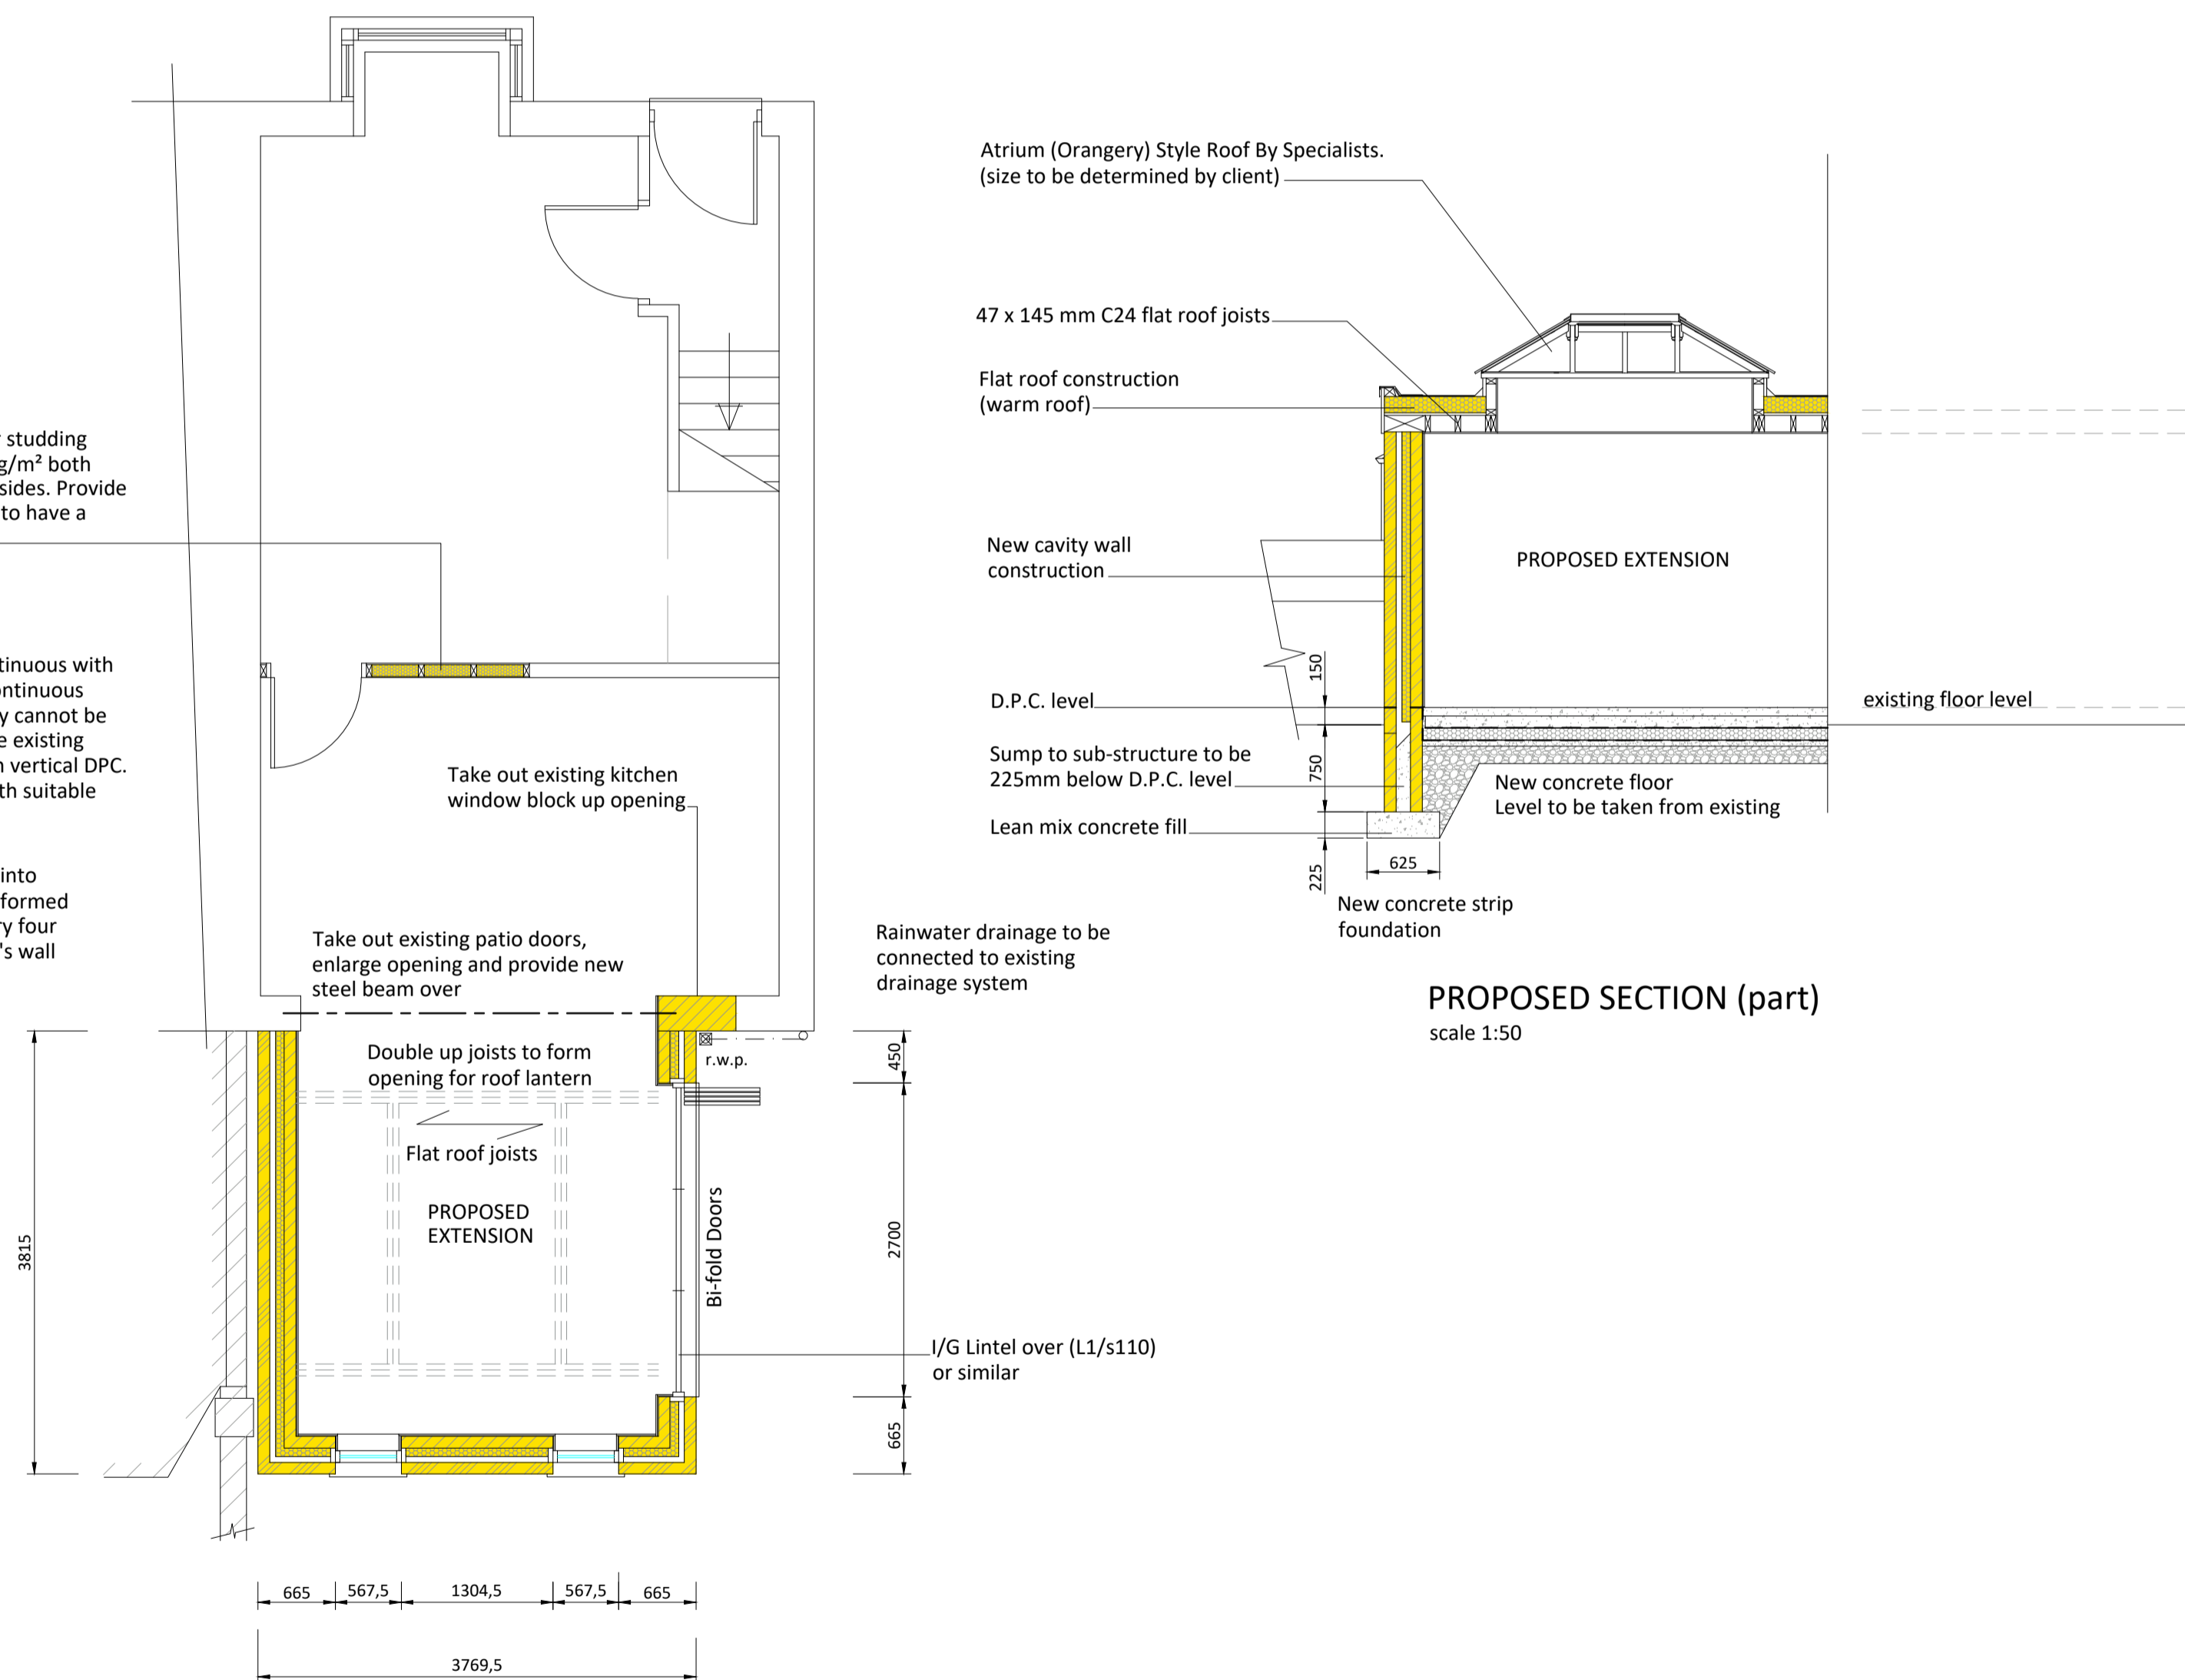 r studding
g/m² both
sides. Provide
to have a
tinuous with
ontinuous
y cannot be
e existing
n vertical DPC.
th suitable
into
formed
ry four
's wall
Take out existing kitchen
window block up opening
Take out existing patio doors,
enlarge opening and provide new
steel beam over
Double up joists to form
opening for roof lantern
Flat roof joists
PROPOSED
EXTENSION
r.w.p.
Bi-fold Doors
3815
450
2700
665
665
567,5
1304,5
567,5
665
3769,5
Rainwater drainage to be
connected to existing
drainage system
I/G Lintel over (L1/s110)
or similar
Atrium (Orangery) Style Roof By Specialists.
(size to be determined by client)
47 x 145 mm C24 flat roof joists
Flat roof construction
(warm roof)
New cavity wall
construction
PROPOSED EXTENSION
D.P.C. level
existing floor level
Sump to sub-structure to be
225mm below D.P.C. level
Lean mix concrete fill
New concrete floor
Level to be taken from existing
150
750
225
625
New concrete strip
foundation
PROPOSED SECTION (part)
scale 1:50